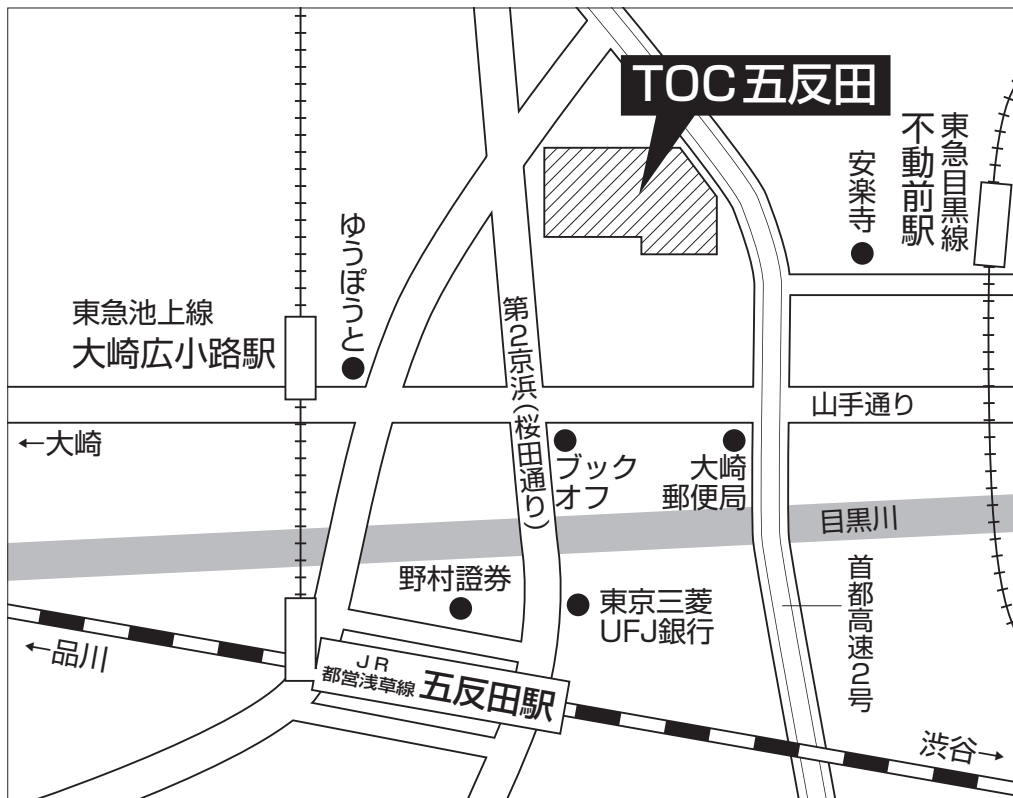 TOC五反田
東急目黒線
不動前駅
安楽寺
ゆうぽうと
東急池上線
大崎広小路駅
第2京浜(桜田通り)
山手通り
←大崎
ブック
オフ
大崎
郵便局
目黒川
野村證券
東京三菱
UFJ銀行
首都高速2号
←品川
JR
都営浅草線
五反田駅
渋谷→